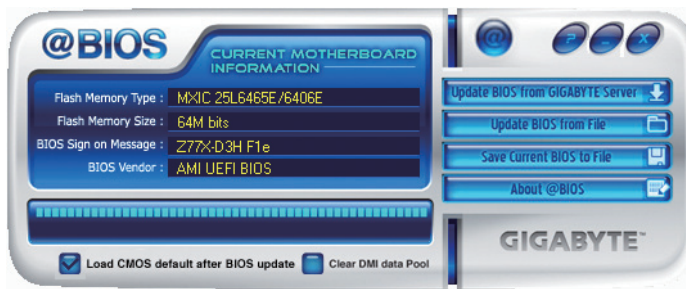 @BIOS
CURRENT MOTHERBOARD
INFORMATION
Flash Memory Type : MXIC 25L6465E/6406E
Flash Memory Size : 64M bits
BIOS Sign on Message : Z77X-D3H F1e
BIOS Vendor : AMI UEFI BIOS
Load CMOS default after BIOS update
Clear DMI data Pool
@ ? - X
Update BIOS from GIGABYTE Server
Update BIOS from File
Save Current BIOS to File
About @BIOS
GIGABYTE™